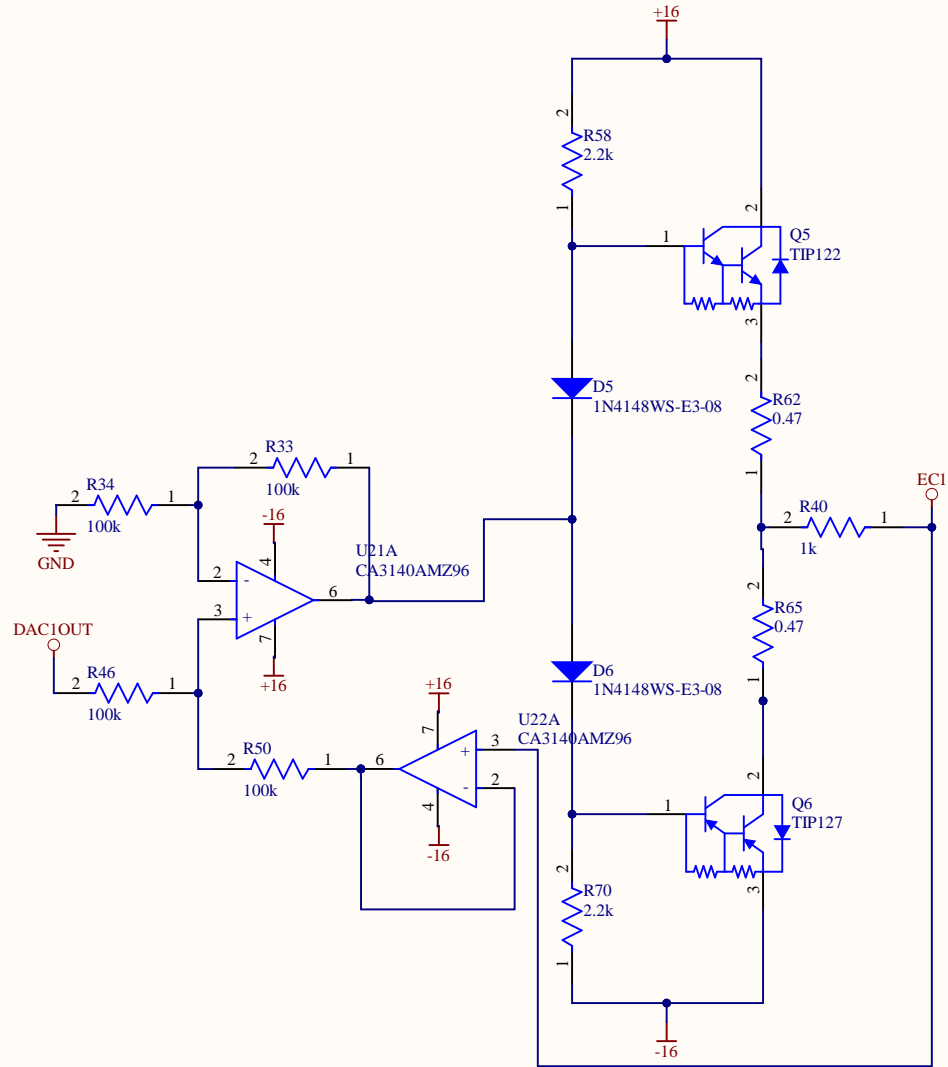 +16
2
R58
2.2k
1
2
1
Q5
TIP122
3
D5
1N4148WS-E3-08
2
R62
0.47
1
2 R33 1
100k
EC1
2 R34 1
100k
GND
-16
4
U21A
CA3140AMZ96
2 -
6
3 +
7
+16
2 R40 1
1k
DAC1OUT
2 R46 1
100k
2
R65
0.47
1
D6
1N4148WS-E3-08
+16
7
U22A
CA3140AMZ96
3 +
2 -
6
4
-16
2 R50 1
100k
1
2
Q6
TIP127
3
2
R70
2.2k
1
-16